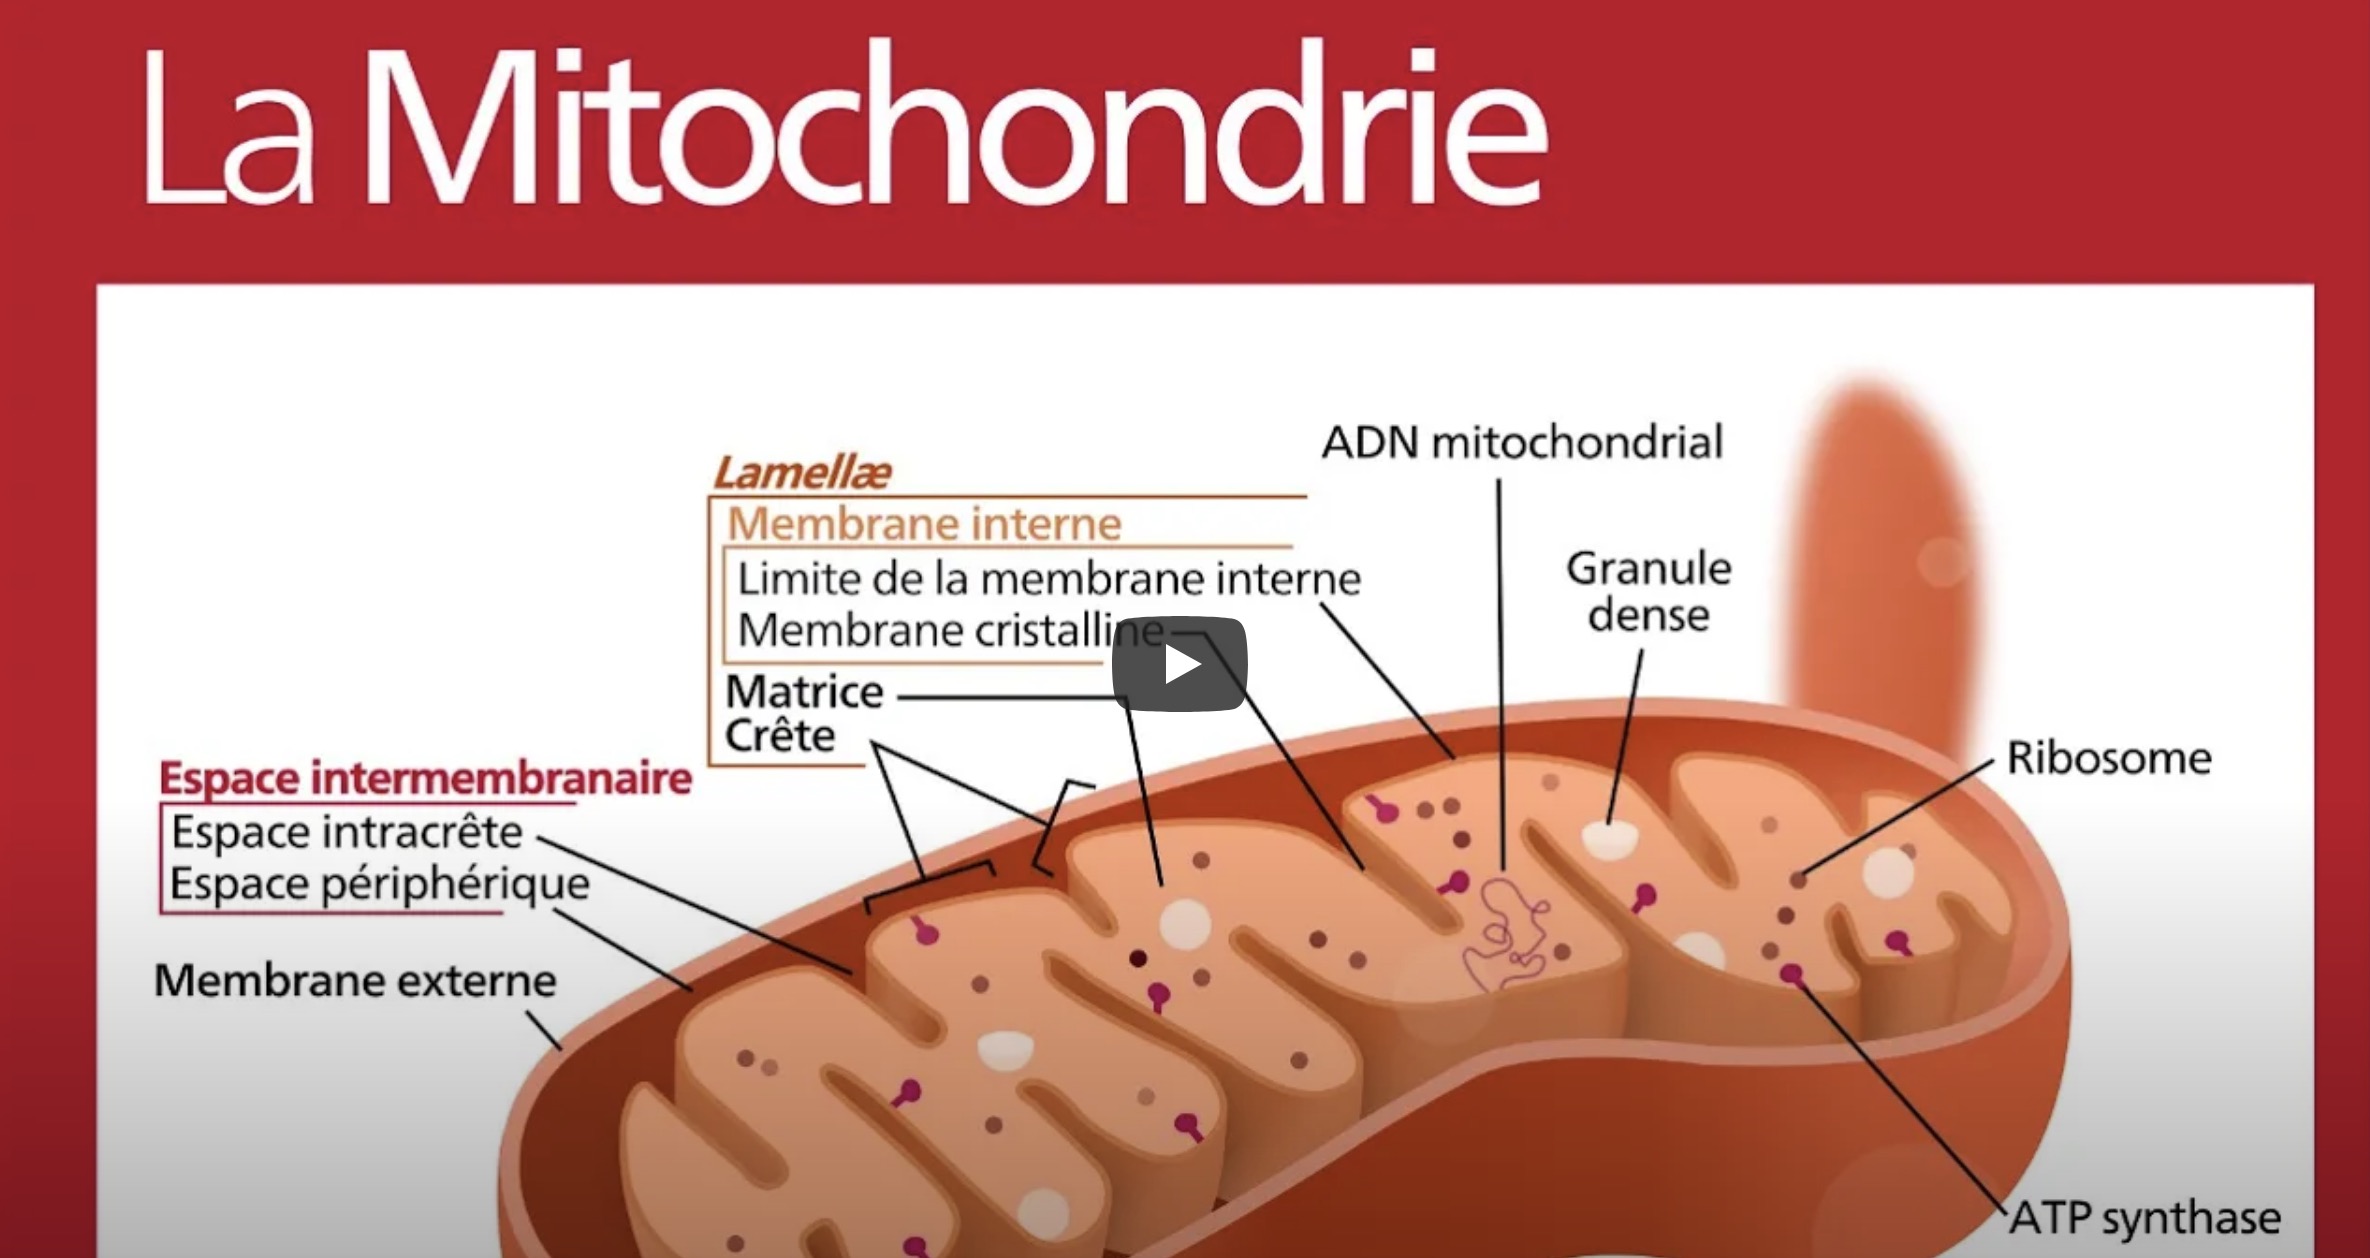 La Mitochondrie
ADN mitochondrial
Lamellæ
Membrane interne
Limite de la membrane interne
Membrane cristalline
Matrice
Crête
Granule
dense
Ribosome
Espace intermembranaire
Espace intracrête
Espace périphérique
Membrane externe
ATP synthase